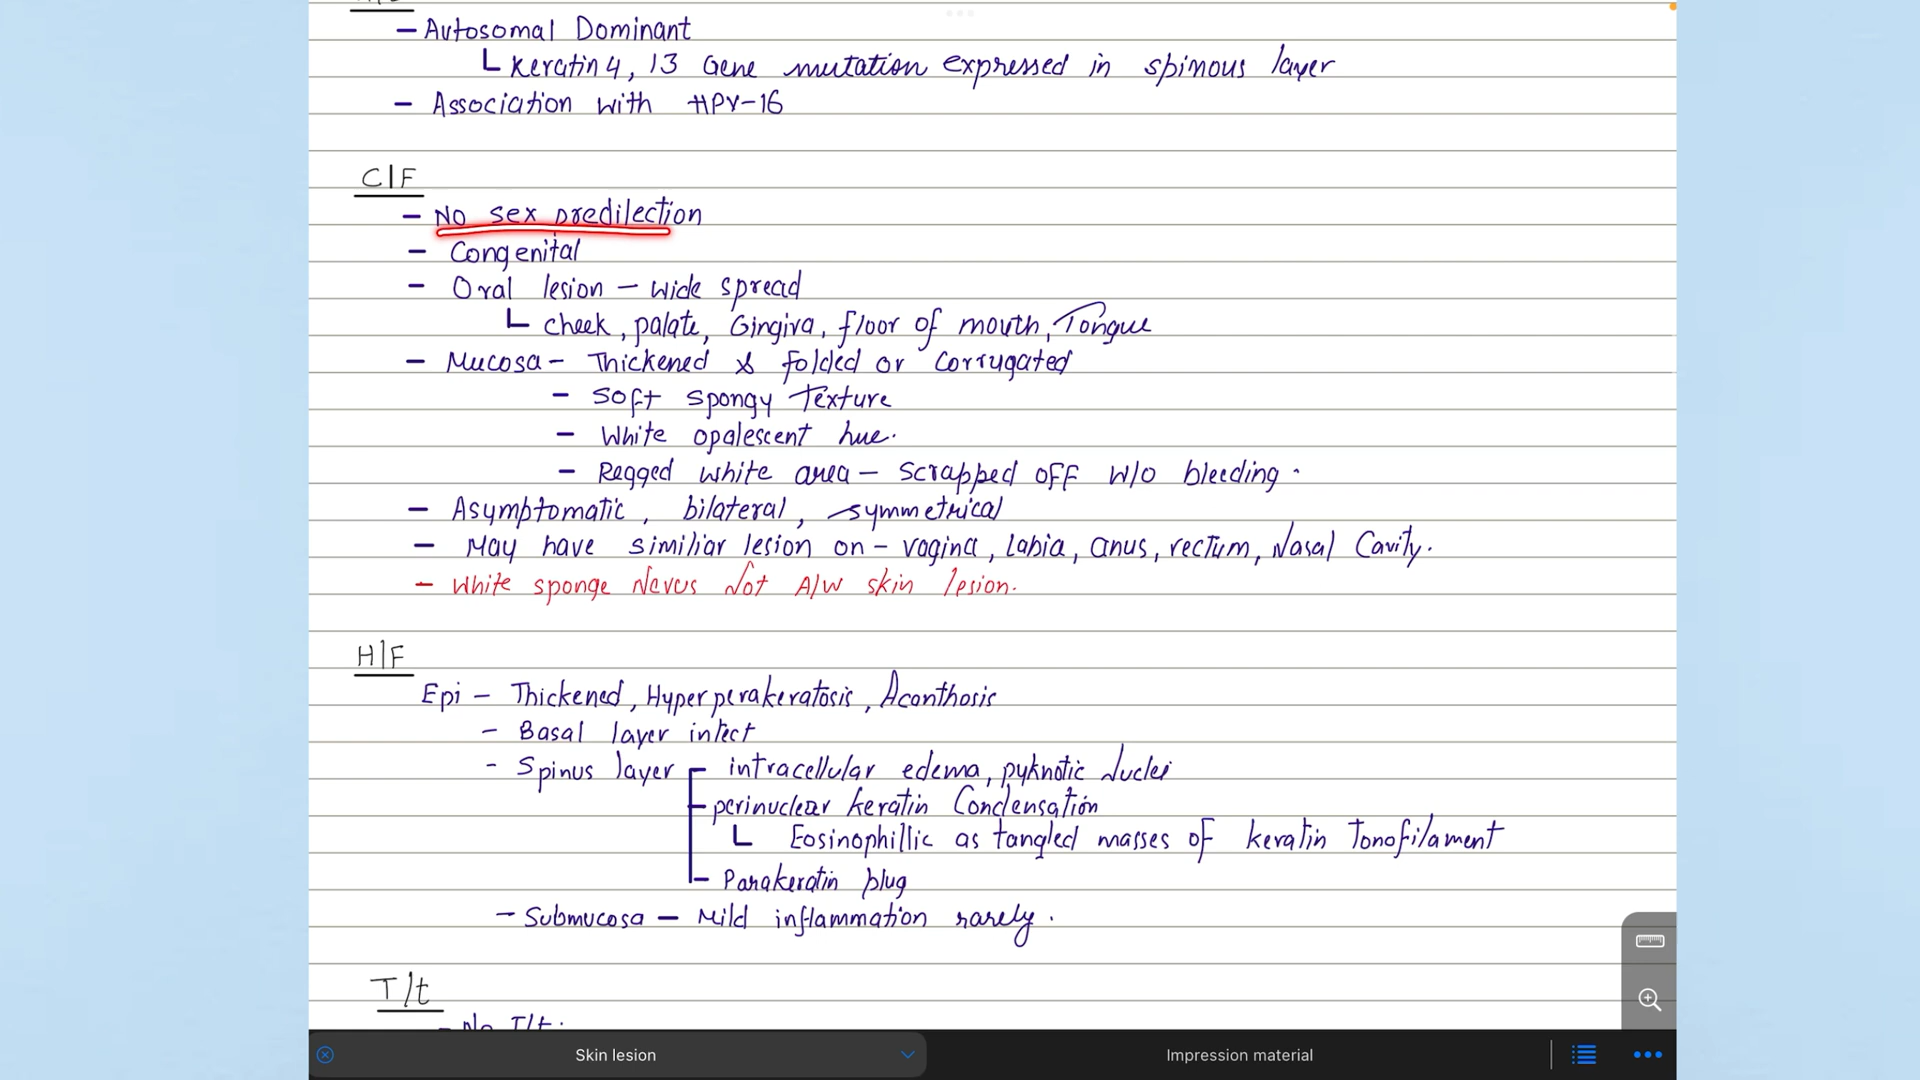 - Autosomal Dominant
└ Keratin 4, 13 Gene mutation expressed in spinous layer
- Association with HPV-16
C/F
- No sex predilection
- Congenital
- Oral lesion - wide spread
└ cheek, palate, Gingiva, floor of mouth, Tongue
- Mucosa - Thickened & folded or corrugated
- Soft spongy Texture
- White opalescent hue.
- Regged white area - scrapped off w/o bleeding.
- Asymptomatic, bilateral, symmetrical
- May have similiar lesion on - vagina, labia, anus, rectum, Nasal Cavity.
- White sponge Nevus Not A/W skin lesion.
H/F
Epi - Thickened, Hyperperakeratosis, Acanthosis
- Basal layer intect
- Spinus layer - intracellular edema, pyknotic Nuclei
- perinuclear keratin Condensation
└ Eosinophillic as tangled masses of keratin Tonofilament
- Parakeratin plug
- Submucosa - Mild inflammation rarely.
T/t
- No T/t.
Skin lesion
Impression material